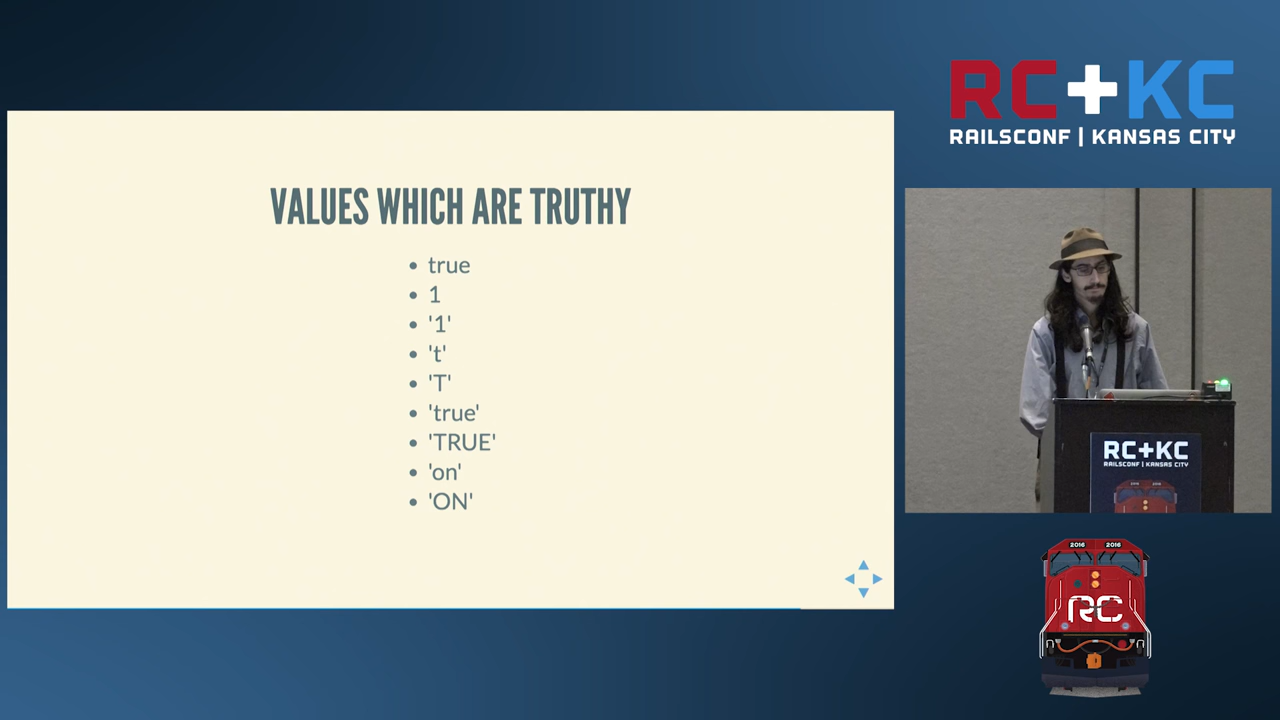 RC+KC
RAILSCONF | KANSAS CITY
VALUES WHICH ARE TRUTHY
• true
• 1
• '1'
• 't'
• 'T'
• 'true'
• 'TRUE'
• 'on'
• 'ON'
RC+KC
RAILSCONF | KANSAS CITY
2016 2016
RC